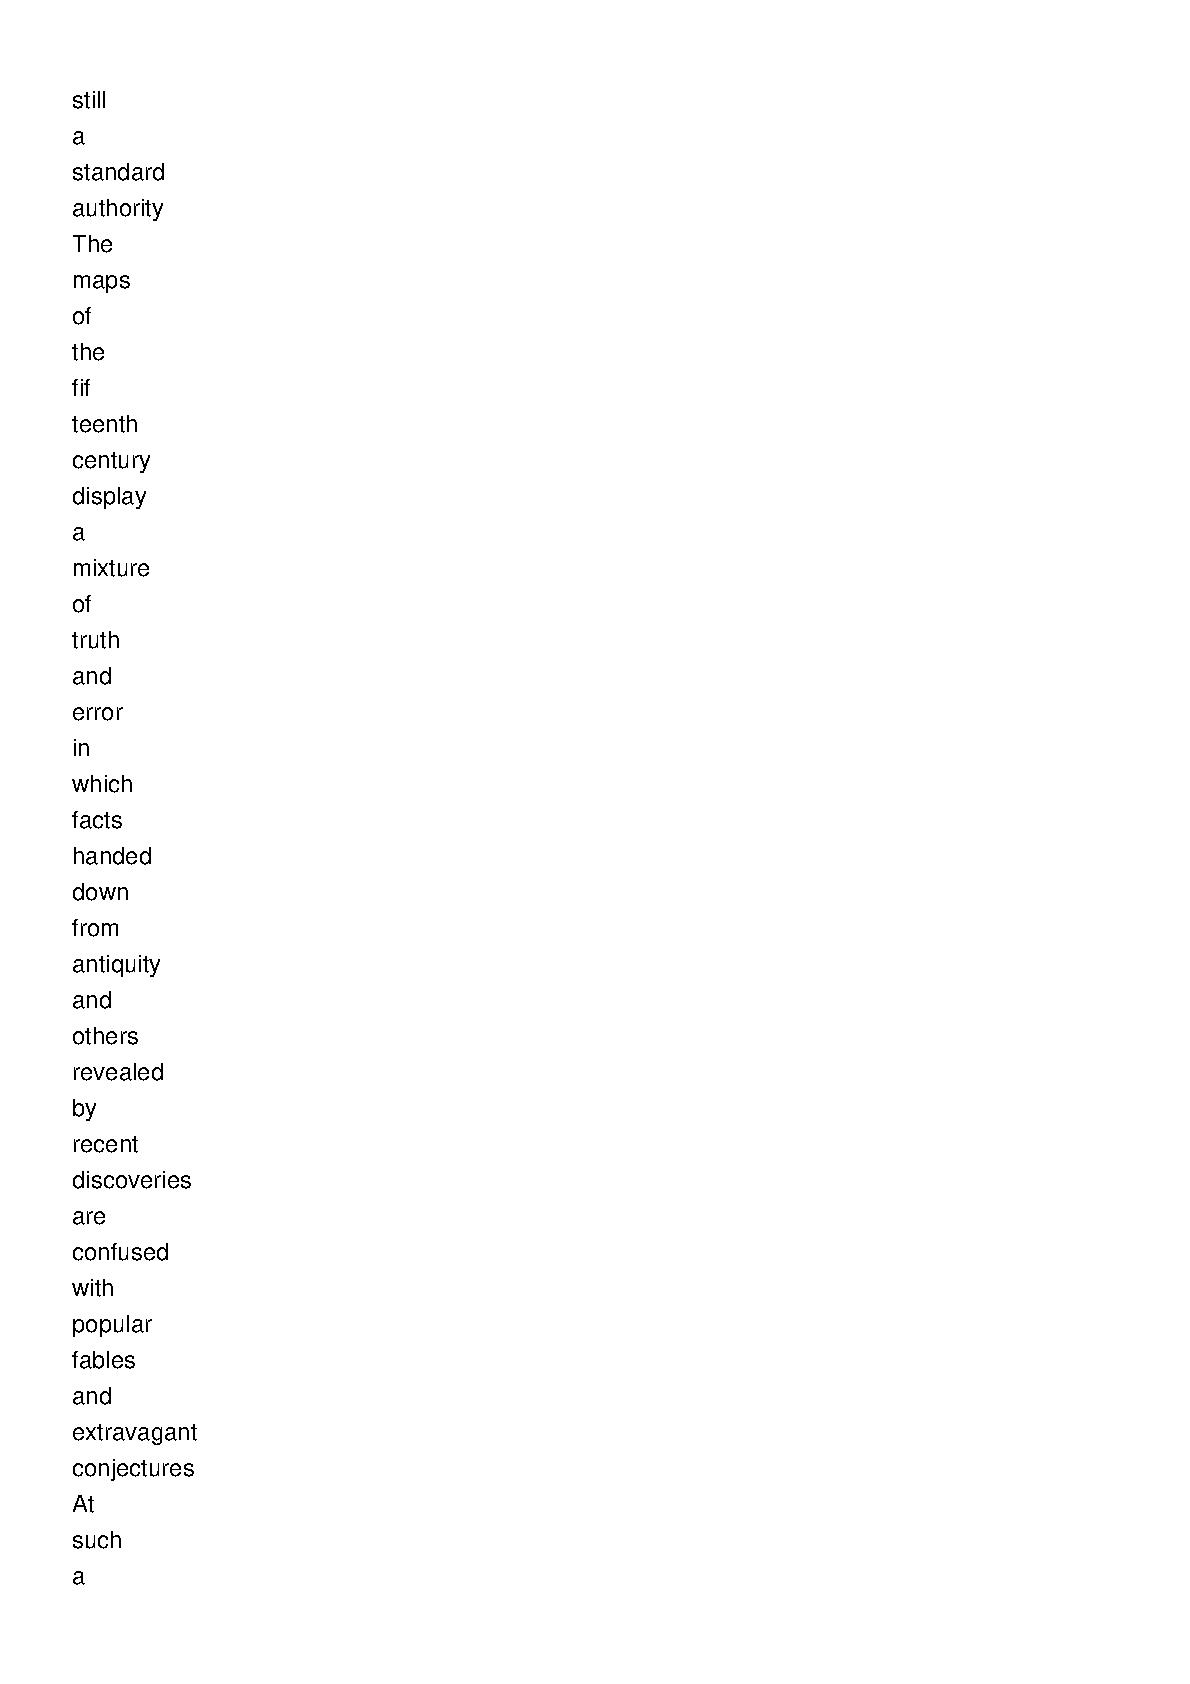 still
a
standard
authority
The
maps
of
the
fif
teenth
century
display
a
mixture
of
truth
and
error
in
which
facts
handed
down
from
antiquity
and
others
revealed
by
recent
discoveries
are
confused
with
popular
fables
and
extravagant
conjectures
At
such
a